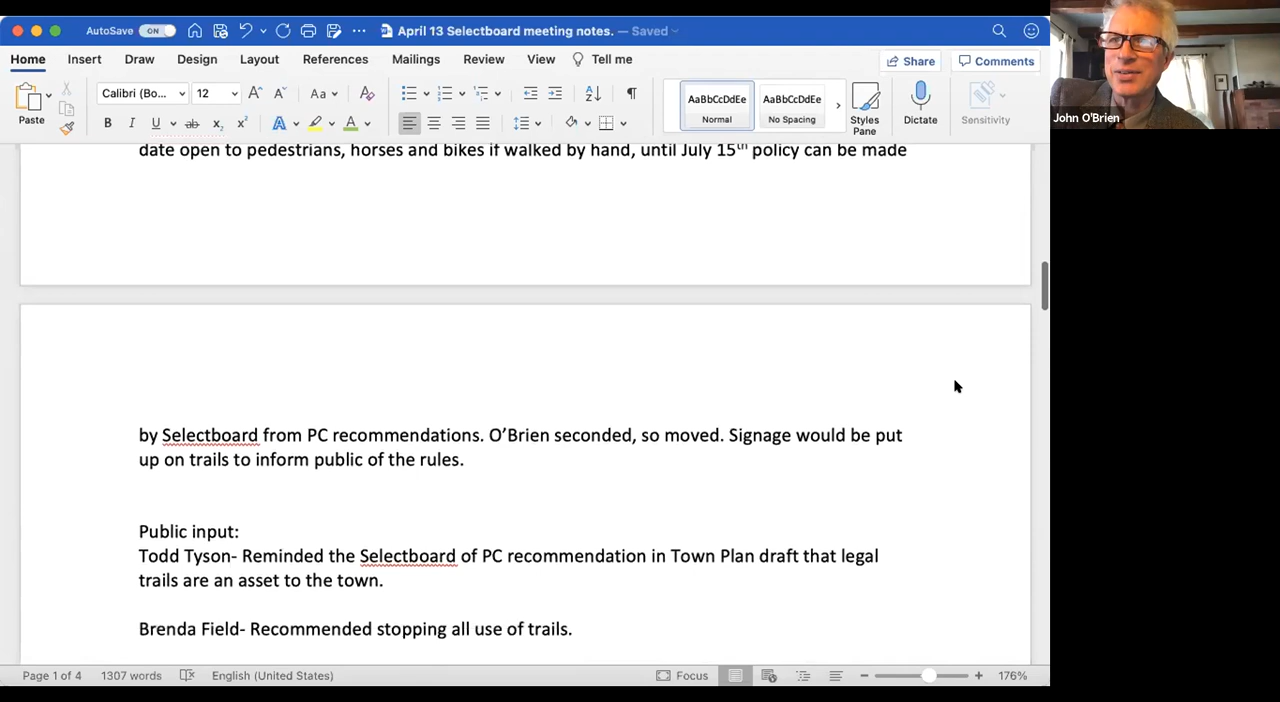 AutoSave ON April 13 Selectboard meeting notes. — Saved
Home Insert Draw Design Layout References Mailings Review View Tell me Share Comments
Paste Calibri (Bo... 12 A A Aa A AaBbCcDdEe AaBbCcDdEe
B I U ab x₂ x² A A Normal No Spacing Styles Pane Dictate Sensitivity
John O'Brien
date open to pedestrians, horses and bikes if walked by hand, until July 15th policy can be made
by Selectboard from PC recommendations. O’Brien seconded, so moved. Signage would be put
up on trails to inform public of the rules.
Public input:
Todd Tyson- Reminded the Selectboard of PC recommendation in Town Plan draft that legal
trails are an asset to the town.
Brenda Field- Recommended stopping all use of trails.
Page 1 of 4 1307 words English (United States) Focus 176%